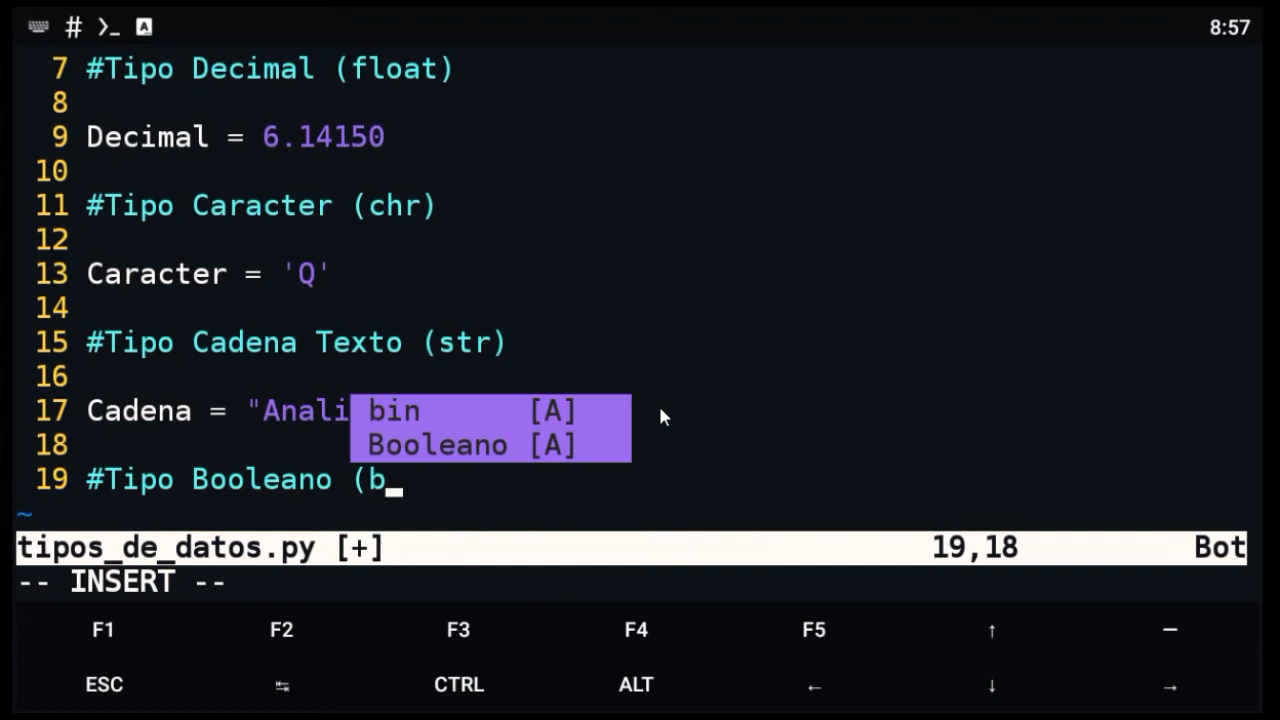 # >_ A 8:57
7 #Tipo Decimal (float)
8
9 Decimal = 6.14150
10
11 #Tipo Caracter (chr)
12
13 Caracter = 'Q'
14
15 #Tipo Cadena Texto (str)
16
17 Cadena = "Anali bin [A]
18 Booleano [A]
19 #Tipo Booleano (b
~
tipos_de_datos.py [+] 19,18 Bot
-- INSERT --
F1 F2 F3 F4 F5 ↑ —
ESC ↹ CTRL ALT ← ↓ →